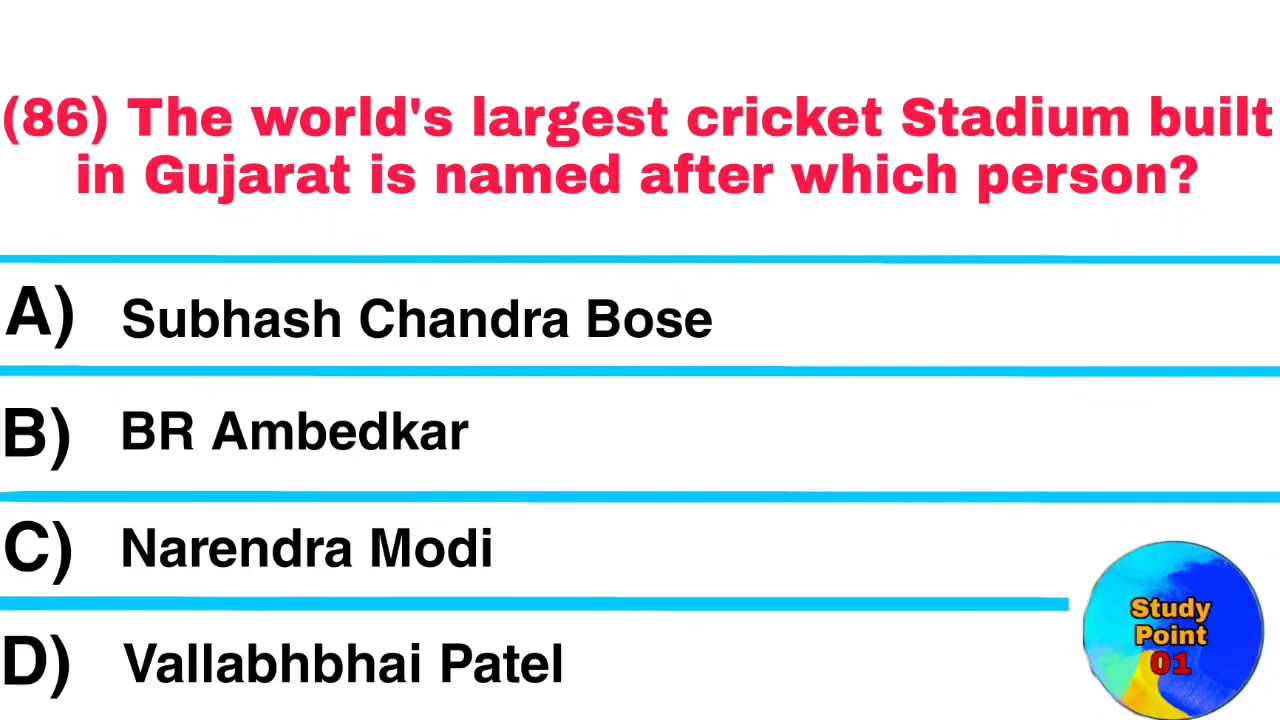 (86) The world's largest cricket Stadium built
in Gujarat is named after which person?
A) Subhash Chandra Bose
B) BR Ambedkar
C) Narendra Modi
D) Vallabhbhai Patel
Study
Point
01